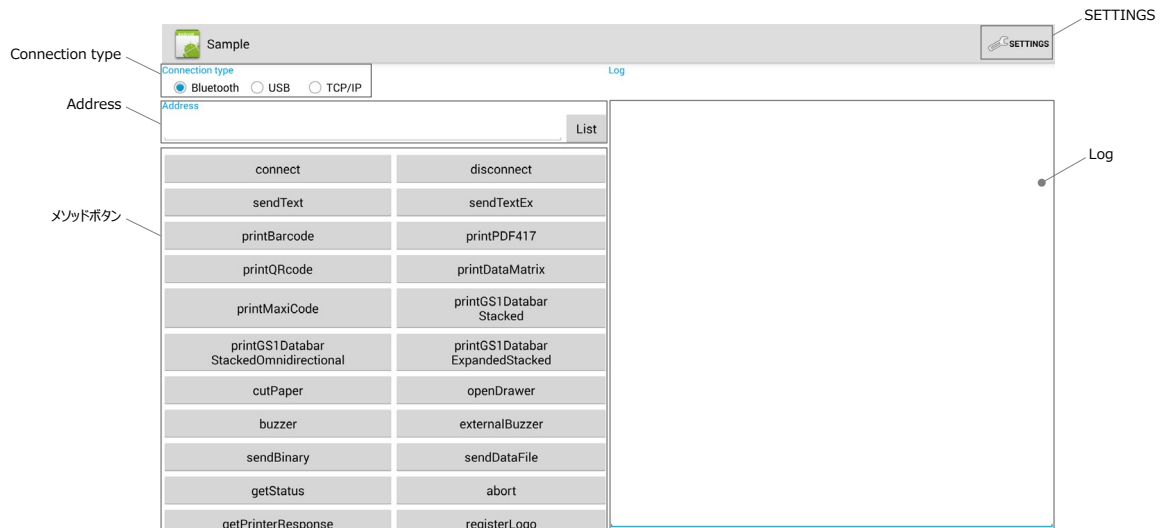 SETTINGS
Sample
SETTINGS
Connection type
Connection type
Log
Bluetooth
USB
TCP/IP
Address
Address
List
Log
connect
disconnect
sendText
sendTextEx
メソッドボタン
printBarcode
printPDF417
printQRcode
printDataMatrix
printMaxiCode
printGS1Databar
Stacked
printGS1Databar
StackedOmnidirectional
printGS1Databar
ExpandedStacked
cutPaper
openDrawer
buzzer
externalBuzzer
sendBinary
sendDataFile
getStatus
abort
getPrinterResponse
registerLogo